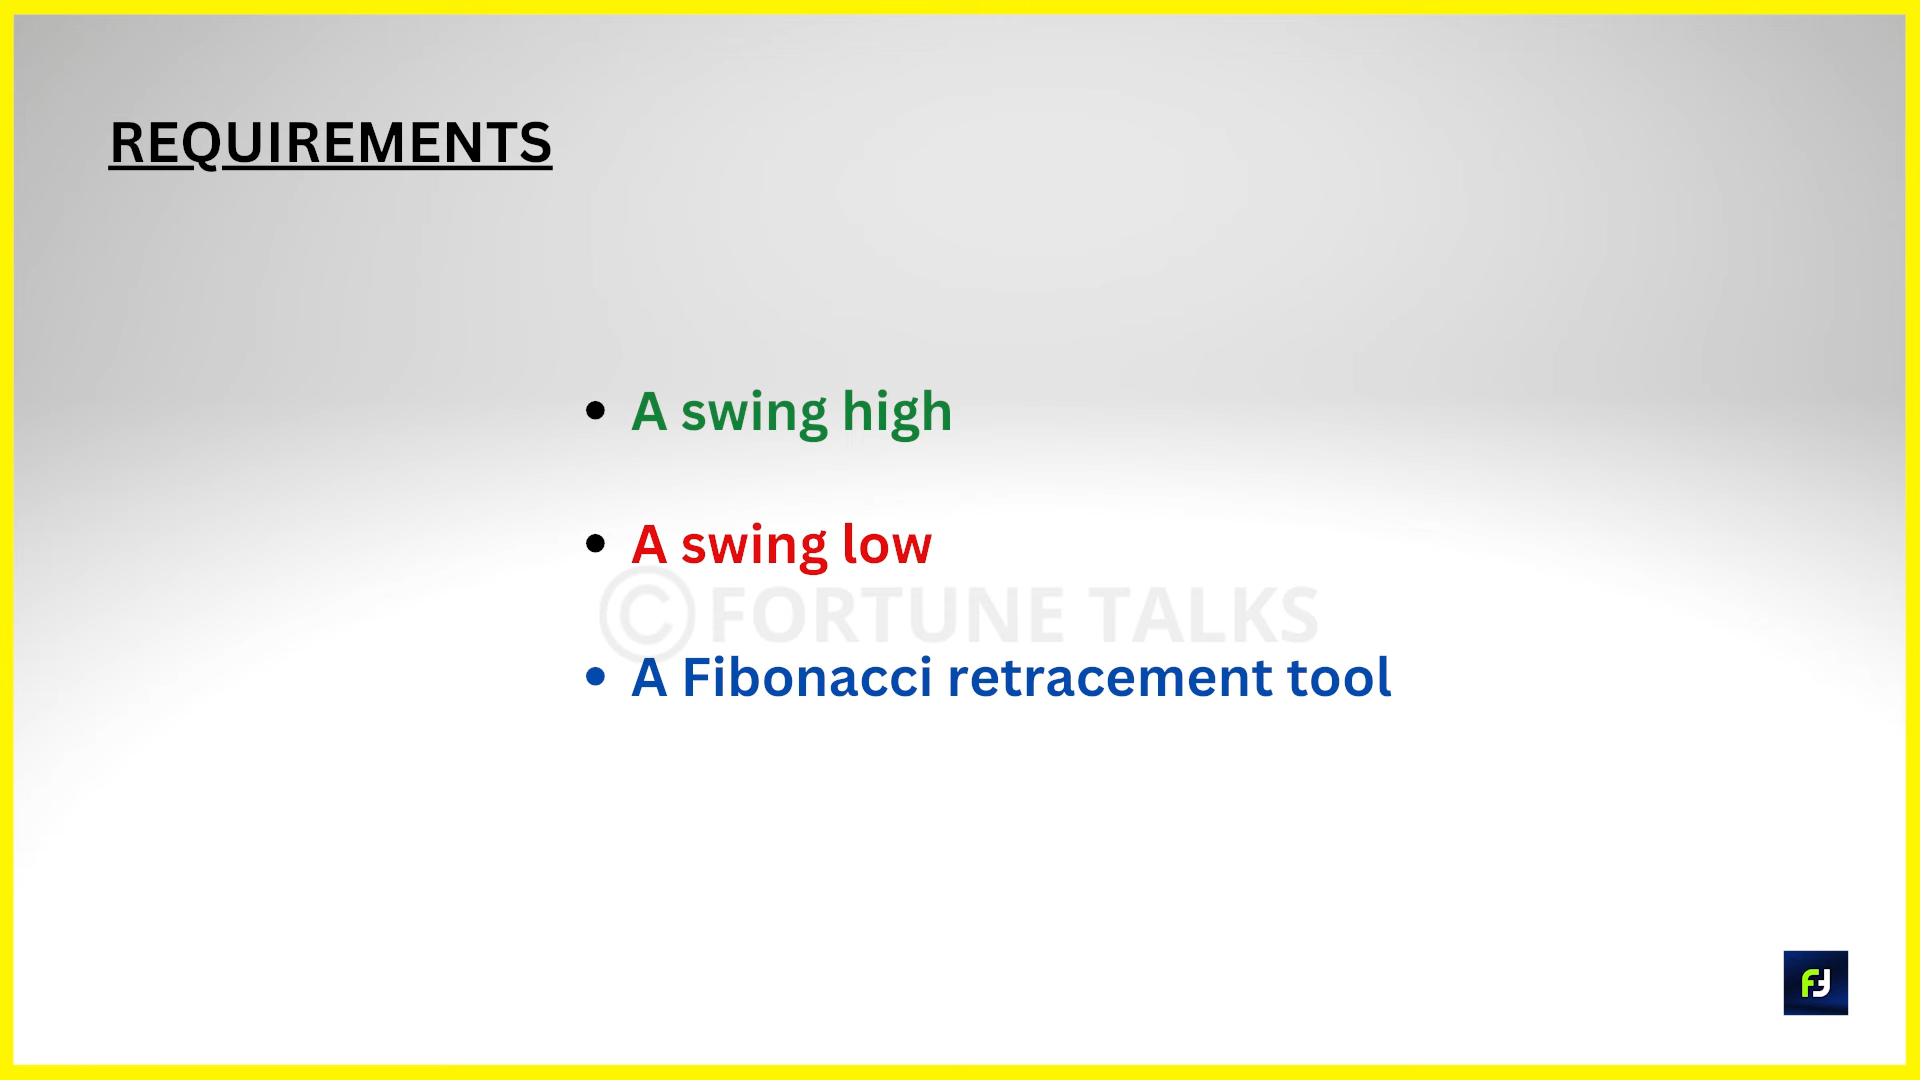 REQUIREMENTS
• A swing high
• A swing low
© FORTUNE TALKS
• A Fibonacci retracement tool